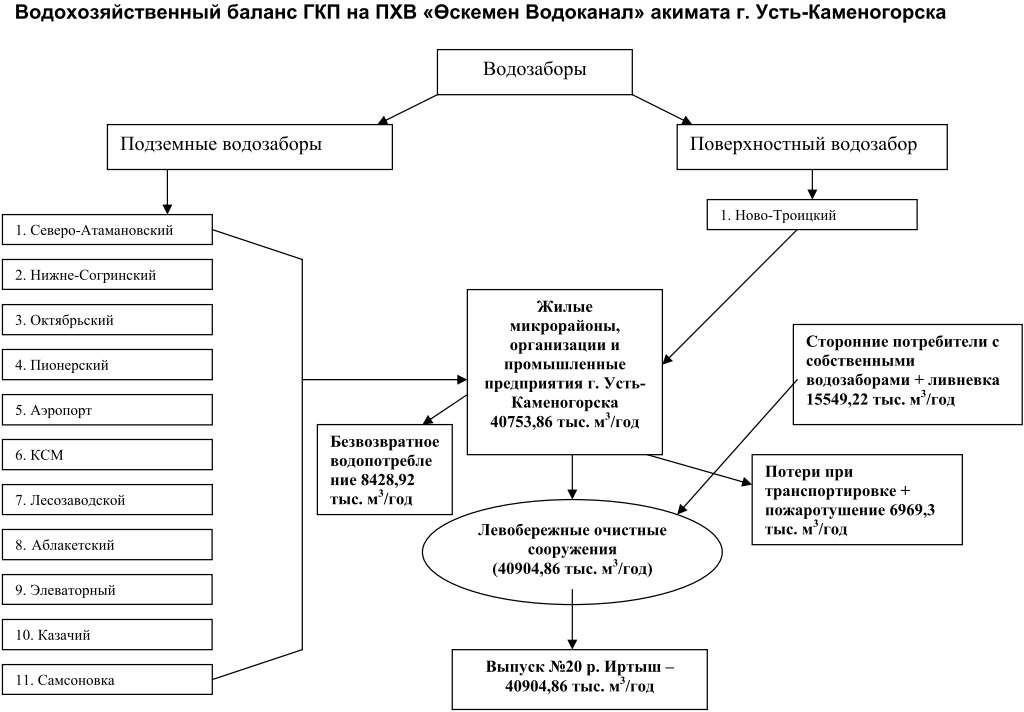 Водохозяйственный баланс ГКП на ПХВ «Өскемен Водоканал» акимата г. Усть-Каменогорска
Водозаборы
Подземные водозаборы
Поверхностный водозабор
1. Северо-Атамановский
2. Нижне-Согринский
3. Октябрьский
4. Пионерский
5. Аэропорт
6. КСМ
7. Лесозаводской
8. Аблакетский
9. Элеваторный
10. Казачий
11. Самсоновка
1. Ново-Троицкий
Жилые
микрорайоны,
организации и
промышленные
предприятия г. Усть-
Каменогорска
40753,86 тыс. м³/год
Сторонние потребители с
собственными
водозаборами + ливневка
15549,22 тыс. м³/год
Безвозвратное
водопотребле
ние 8428,92
тыс. м³/год
Потери при
транспортировке +
пожаротушение 6969,3
тыс. м³/год
Левобережные очистные
сооружения
(40904,86 тыс. м³/год)
Выпуск №20 р. Иртыш –
40904,86 тыс. м³/год